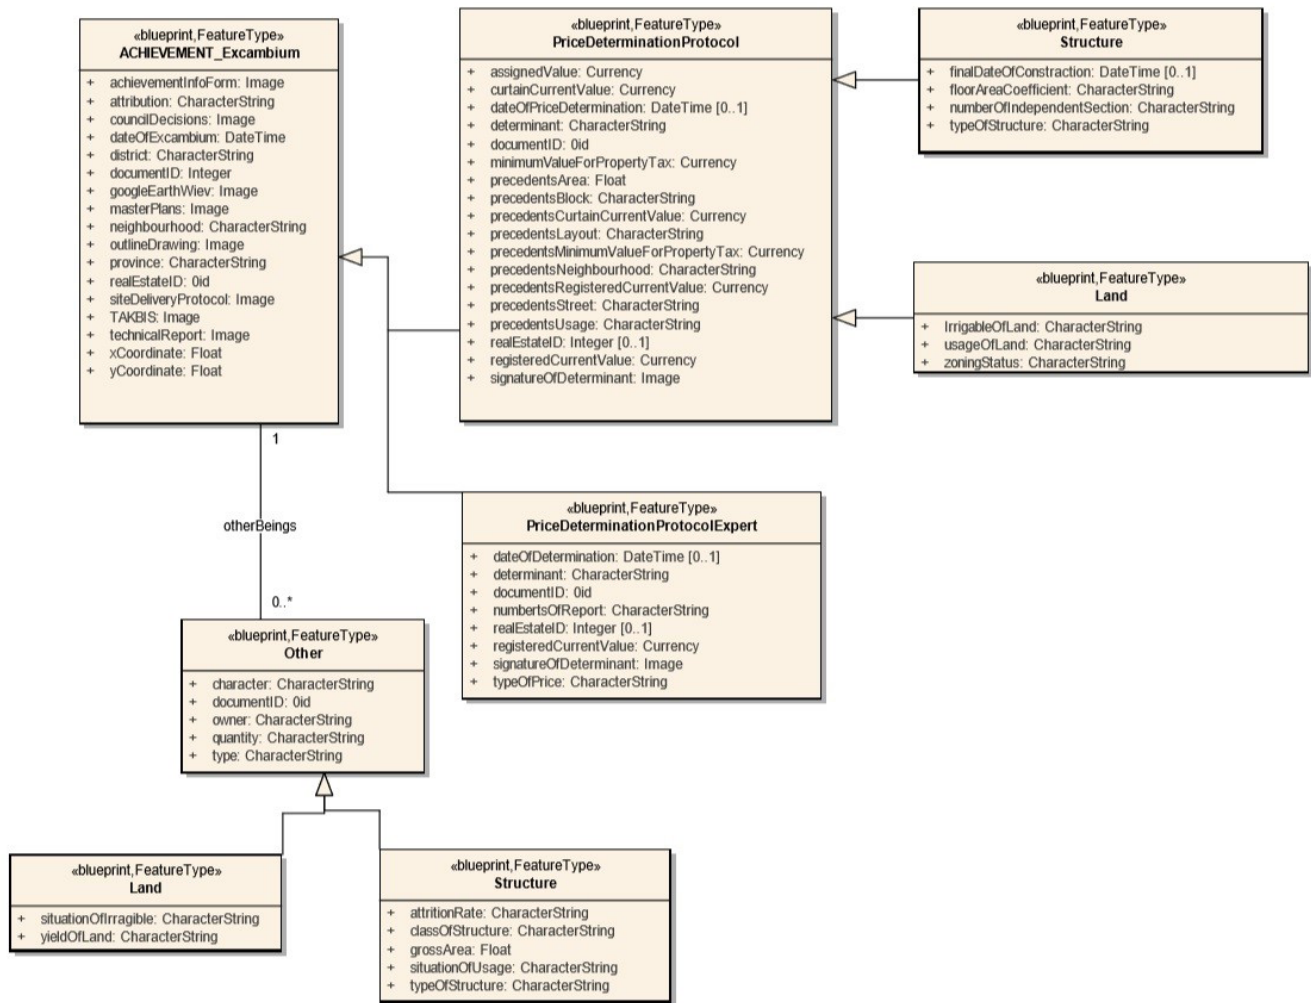 «blueprint,FeatureType»
ACHIEVEMENT_Excambium
+ achievementInfoForm: Image
+ attribution: CharacterString
+ councilDecisions: Image
+ dateOfExcambium: DateTime
+ district: CharacterString
+ documentID: Integer
+ googleEarthWiev: Image
+ masterPlans: Image
+ neighbourhood: CharacterString
+ outlineDrawing: Image
+ province: CharacterString
+ realEstateID: 0id
+ siteDeliveryProtocol: Image
+ TAKBIS: Image
+ technicalReport: Image
+ xCoordinate: Float
+ yCoordinate: Float
«blueprint,FeatureType»
PriceDeterminationProtocol
+ assignedValue: Currency
+ curtainCurrentValue: Currency
+ dateOfPriceDetermination: DateTime [0..1]
+ determinant: CharacterString
+ documentID: 0id
+ minimumValueForPropertyTax: Currency
+ precedentsArea: Float
+ precedentsBlock: CharacterString
+ precedentsCurtainCurrentValue: Currency
+ precedentsLayout: CharacterString
+ precedentsMinimumValueForPropertyTax: Currency
+ precedentsNeighbourhood: CharacterString
+ precedentsRegisteredCurrentValue: Currency
+ precedentsStreet: CharacterString
+ precedentsUsage: CharacterString
+ realEstateID: Integer [0..1]
+ registeredCurrentValue: Currency
+ signatureOfDeterminant: Image
«blueprint,FeatureType»
Structure
+ finalDateOfConstraction: DateTime [0..1]
+ floorAreaCoefficient: CharacterString
+ numberOfIndependentSection: CharacterString
+ typeOfStructure: CharacterString
«blueprint,FeatureType»
Land
+ IrrigableOfLand: CharacterString
+ usageOfLand: CharacterString
+ zoningStatus: CharacterString
1
otherBeings
0..*
«blueprint,FeatureType»
PriceDeterminationProtocolExpert
+ dateOfDetermination: DateTime [0..1]
+ determinant: CharacterString
+ documentID: 0id
+ numbertsOfReport: CharacterString
+ realEstateID: Integer [0..1]
+ registeredCurrentValue: Currency
+ signatureOfDeterminant: Image
+ typeOfPrice: CharacterString
«blueprint,FeatureType»
Other
+ character: CharacterString
+ documentID: 0id
+ owner: CharacterString
+ quantity: CharacterString
+ type: CharacterString
«blueprint,FeatureType»
Land
+ situationOfIrragible: CharacterString
+ yieldOfLand: CharacterString
«blueprint,FeatureType»
Structure
+ attritionRate: CharacterString
+ classOfStructure: CharacterString
+ grossArea: Float
+ situationOfUsage: CharacterString
+ typeOfStructure: CharacterString